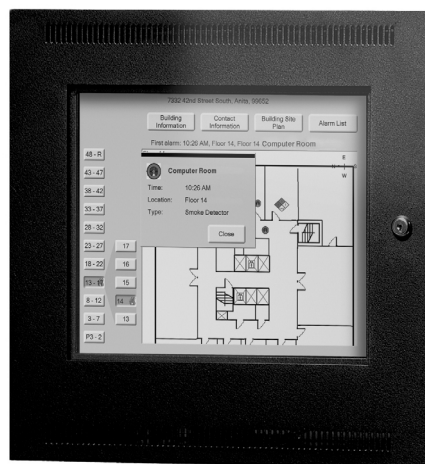 7332 42nd Street South, Anita, 99652
Building Information
Contact Information
Building Site Plan
Alarm List
First alarm: 10:26 AM, Floor 14, Floor 14 Computer Room
Computer Room
Time: 10:26 AM
Location: Floor 14
Type: Smoke Detector
Close
E
W
48 - R
43 - 47
38 - 42
33 - 37
28 - 32
23 - 27
17
18 - 22
16
13 - 17
15
8 - 12
14
3 - 7
13
P3 - 2